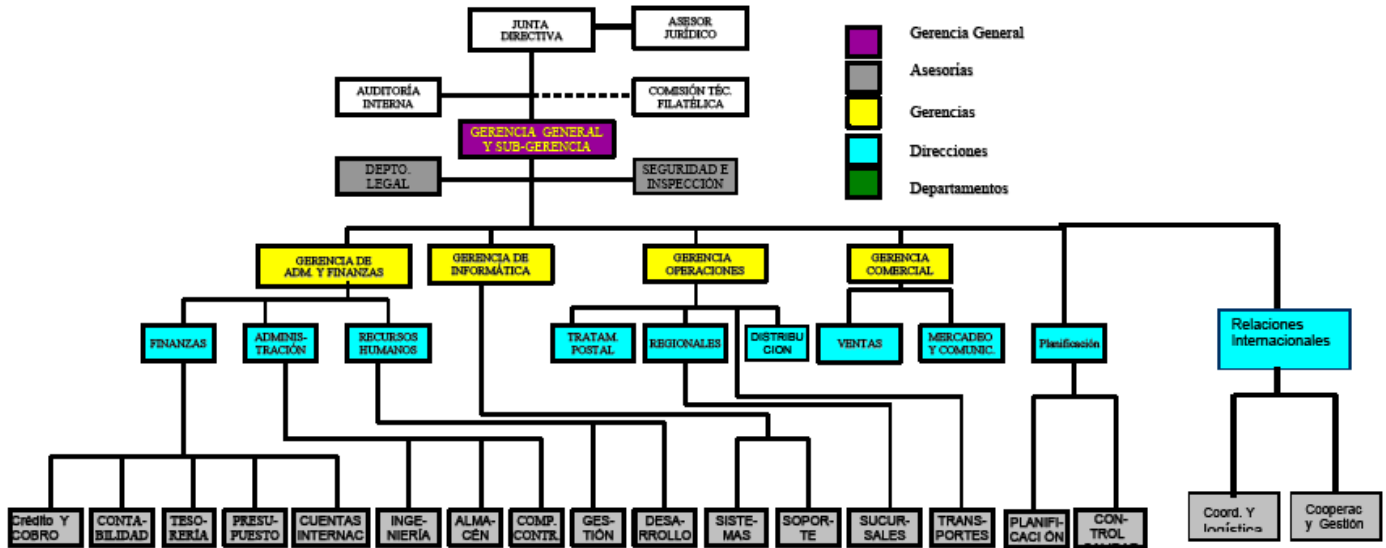 JUNTA
DIRECTIVA
ASESOR
JURÍDICO
Gerencia General
Asesorías
Gerencias
Direcciones
Departamentos
AUDITORÍA
INTERNA
COMISIÓN TÉC.
FILATÉLICA
GERENCIA GENERAL
Y SUB-GERENCIA
DEPTO.
LEGAL
SEGURIDAD E
INSPECCIÓN
GERENCIA DE
ADM. Y FINANZAS
GERENCIA DE
INFORMÁTICA
GERENCIA
OPERACIONES
GERENCIA
COMERCIAL
FINANZAS
ADMINIS-
TRACIÓN
RECURSOS
HUMANOS
TRATAM.
POSTAL
REGIONALES
DISTRIBU
CION
VENTAS
MERCADEO
Y COMUNIC.
Planificación
Relaciones
Internacionales
Crédito Y
COBRO
CONTA-
BILIDAD
TESO-
RERÍA
PRESU-
PUESTO
CUENTAS
INTERNAC
INGE-
NIERÍA
ALMA-
CÉN
COMP.
CONTR.
GES-
TIÓN
DESA-
RROLLO
SISTE-
MAS
SOPOR-
TE
SUCUR-
SALES
TRANS-
PORTES
PLANIFI-
CACI ÓN
CON-
TROL
Coord. Y
logística
Cooperac
y Gestión